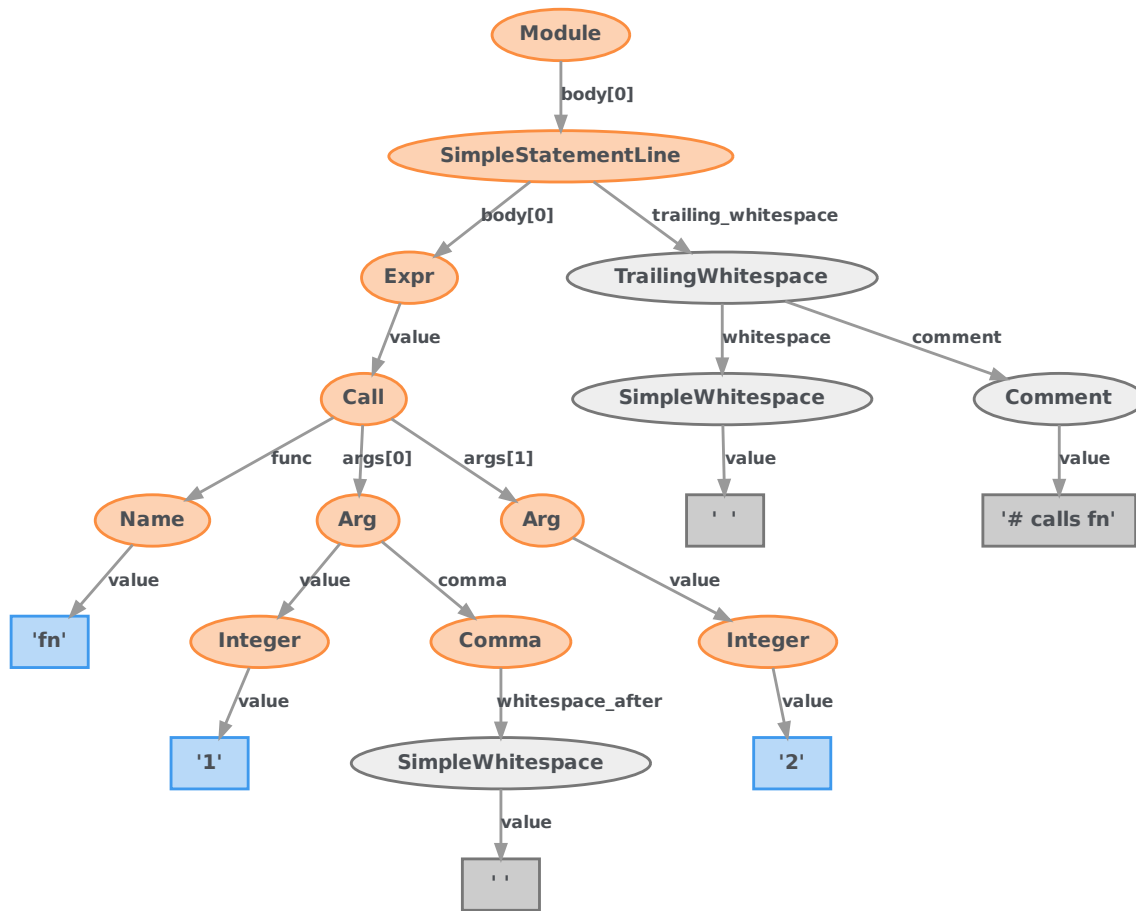 Module
body[0]
SimpleStatementLine
body[0] trailing_whitespace
Expr TrailingWhitespace
value whitespace comment
Call SimpleWhitespace Comment
func args[0] args[1] value value
Name Arg Arg '  ' '# calls fn'
value value comma value
'fn' Integer Comma Integer
value whitespace_after value
'1' SimpleWhitespace '2'
value
' '